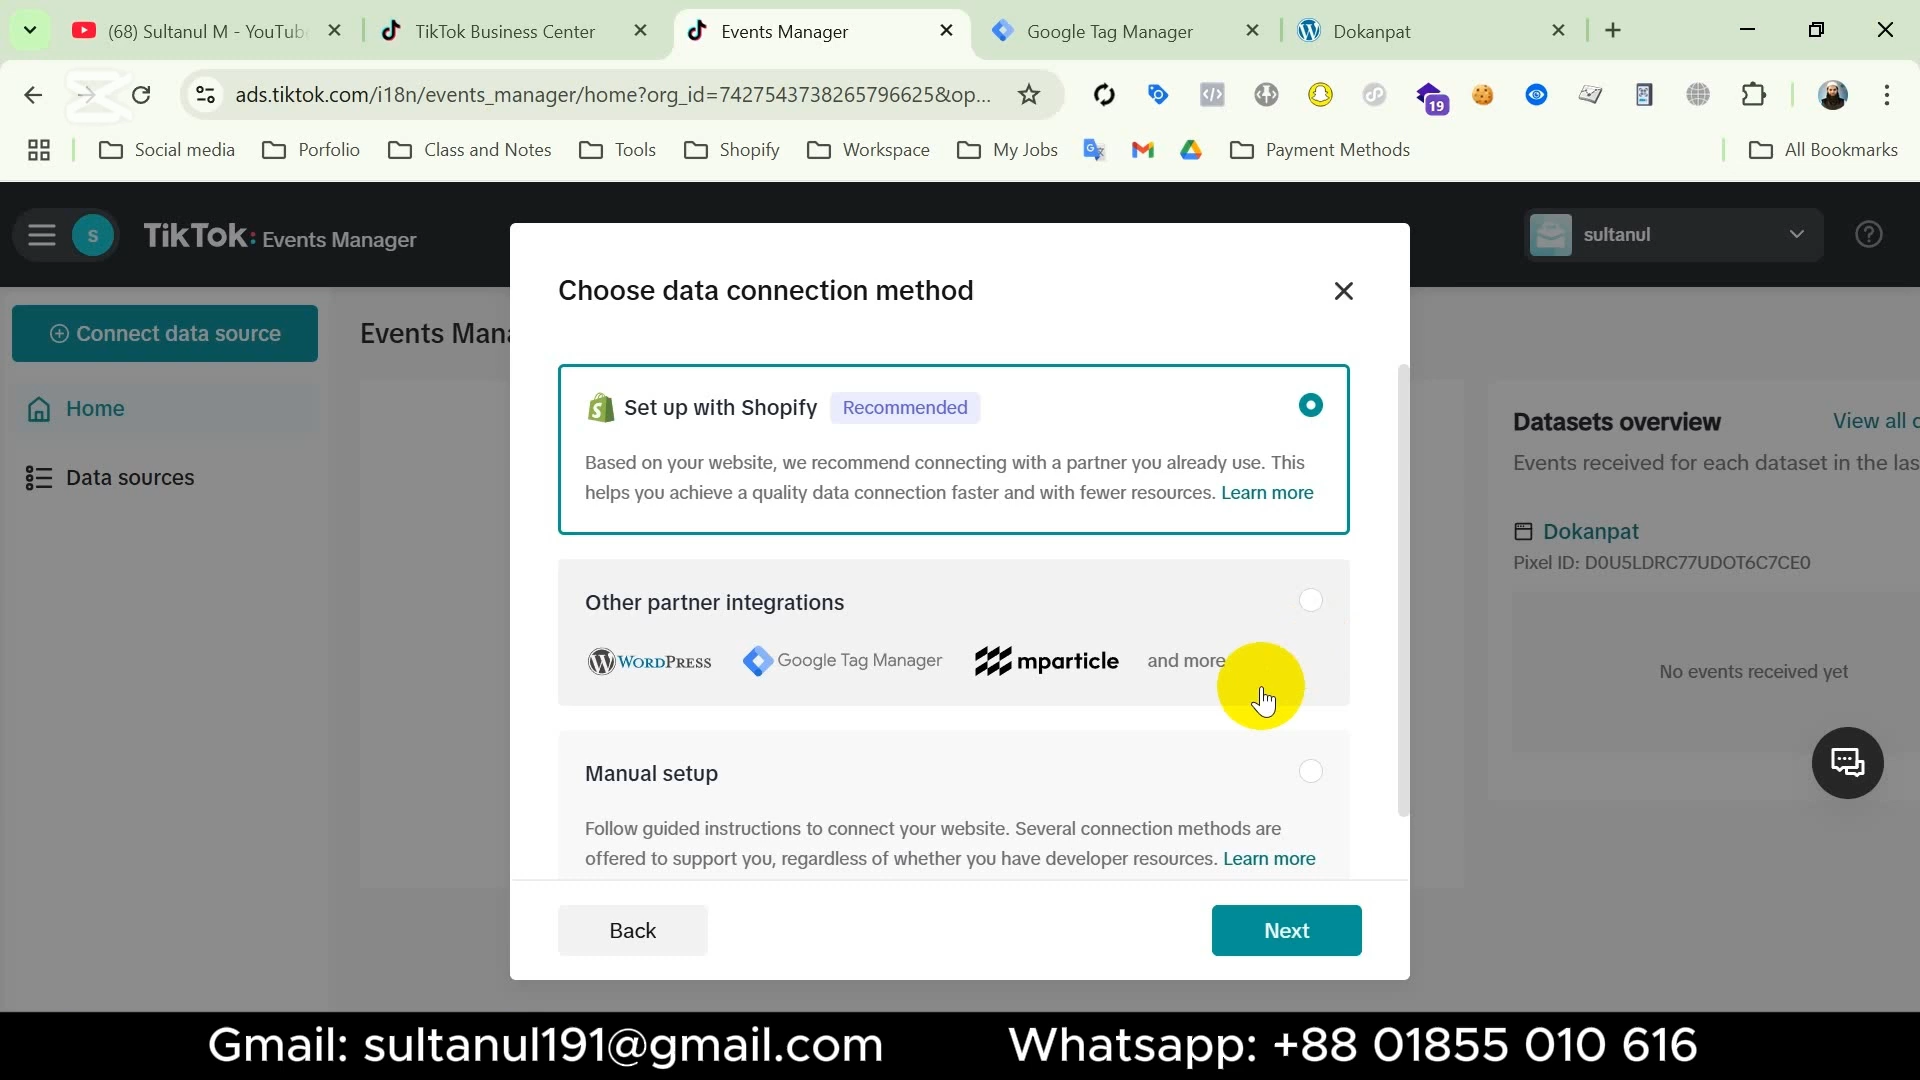 (68) Sultanul M - YouTub
TikTok Business Center
Events Manager
Google Tag Manager
Dokanpat
ads.tiktok.com/i18n/events_manager/home?org_id=7427543738265796625&op...
19
Social media
Porfolio
Class and Notes
Tools
Shopify
Workspace
My Jobs
Payment Methods
All Bookmarks
S
TikTok: Events Manager
sultanul
Connect data source
Home
Data sources
Events Mana
Choose data connection method
Set up with Shopify
Recommended
Based on your website, we recommend connecting with a partner you already use. This
helps you achieve a quality data connection faster and with fewer resources. Learn more
Other partner integrations
WORDPRESS
Google Tag Manager
mparticle
and more
Manual setup
Follow guided instructions to connect your website. Several connection methods are
offered to support you, regardless of whether you have developer resources. Learn more
Back
Next
Datasets overview
View all
Events received for each dataset in the las
Dokanpat
Pixel ID: D0U5LDRC77UDOT6C7CE0
No events received yet
Gmail: sultanul191@gmail.com
Whatsapp: +88 01855 010 616